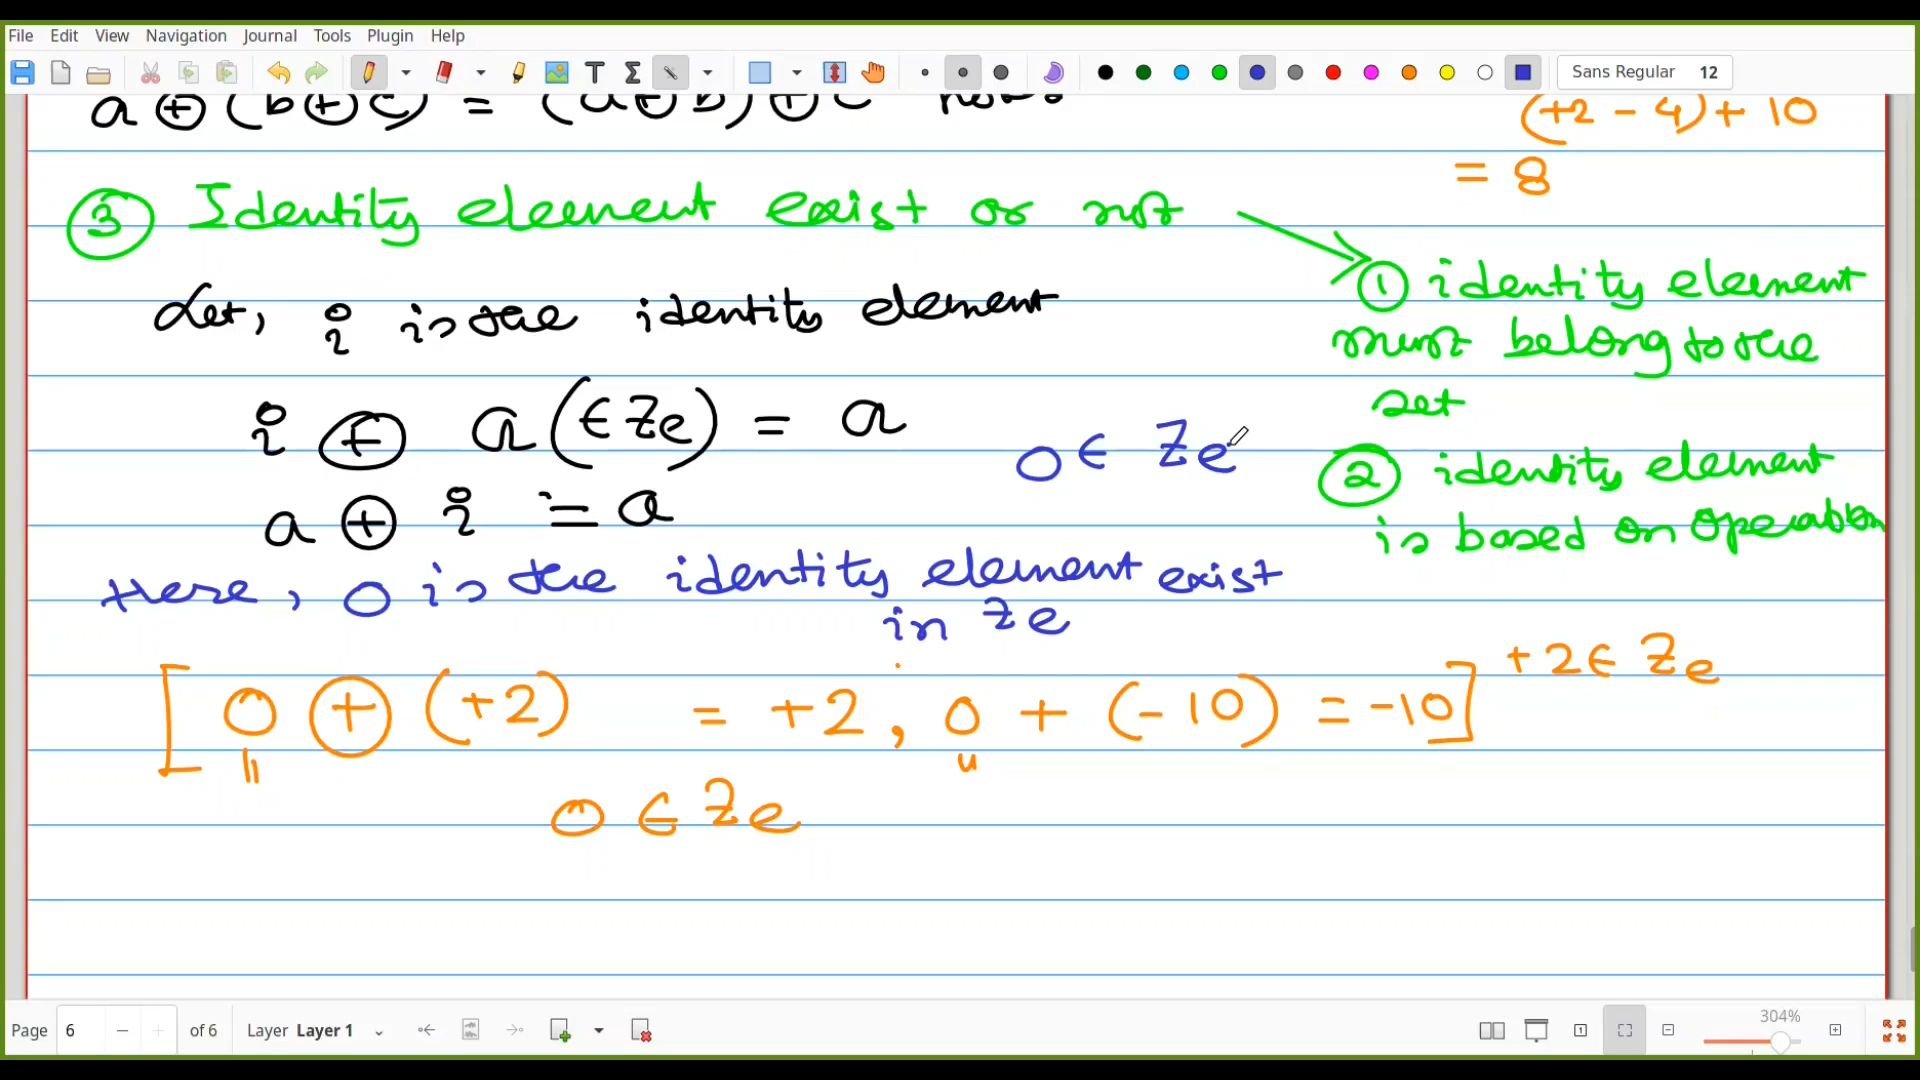 File Edit View Navigation Journal Tools Plugin Help
Sans Regular 12
a ⊕ (b ⊕ c) = (a ⊕ b) ⊕ c
(+2 - 4) + 10
= 8
③ Identity element exist or not
① identity element
must belong to the
set
② identity element
is based on operation
Let, i is the identity element
i ⊕ a (∈ Ze) = a
0 ∈ Ze
a ⊕ i = a
Here, 0 is the identity element exist
in Ze
[ 0 ⊕ (+2) = +2, 0 + (-10) = -10 ] +2 ∈ Ze
0 ∈ Ze
Page 6 of 6 Layer Layer 1 304%